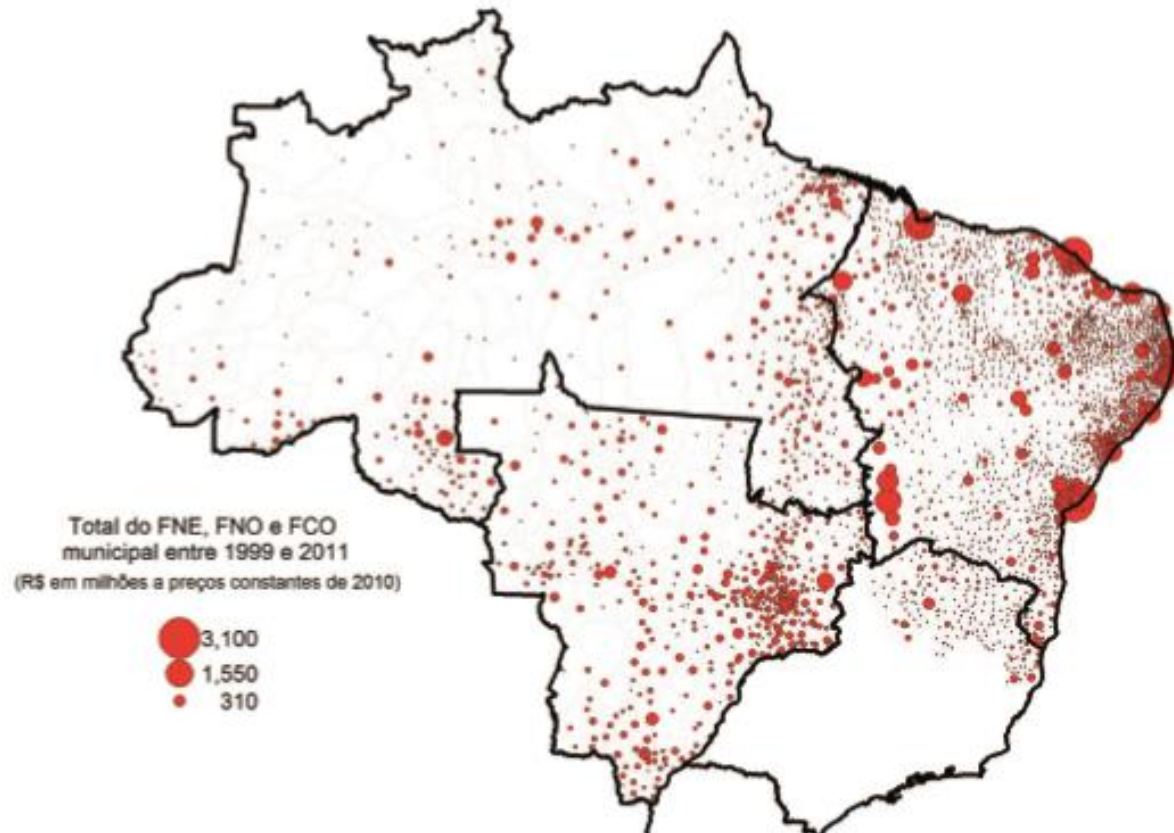 Total do FNE, FNO e FCO
municipal entre 1999 e 2011
(R$ em milhões a preços constantes de 2010)
3,100
1,550
310